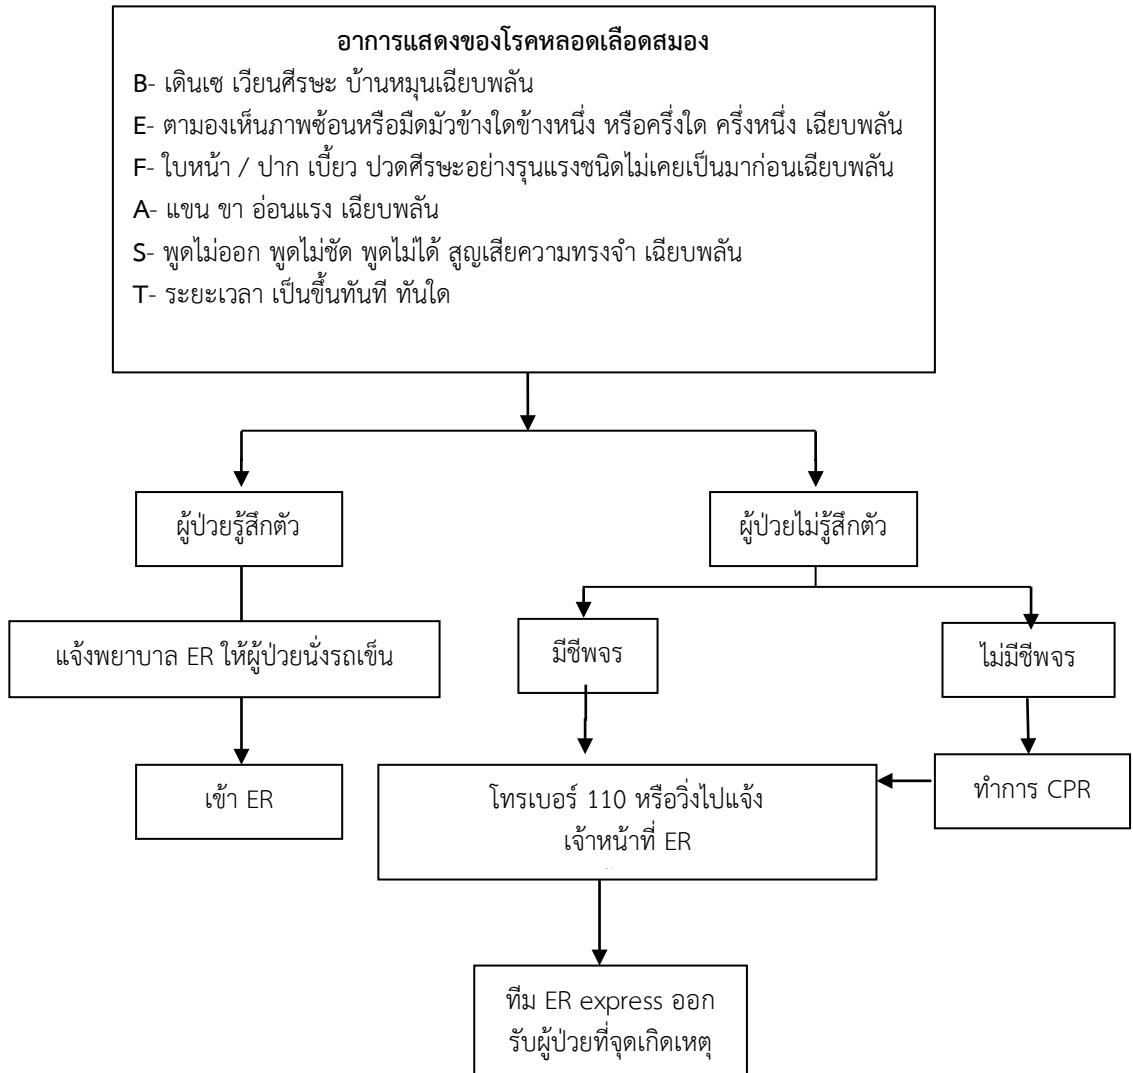 อาการแสดงของโรคหลอดเลือดสมอง
B- เดินเซ เวียนศีรษะ บ้านหมุนเฉียบพลัน
E- ตามองเห็นภาพซ้อนหรือมืดมัวข้างใดข้างหนึ่ง หรือครึ่งใด ครึ่งหนึ่ง เฉียบพลัน
F- ใบหน้า / ปาก เบี้ยว ปวดศีรษะอย่างรุนแรงชนิดไม่เคยเป็นมาก่อนเฉียบพลัน
A- แขน ขา อ่อนแรง เฉียบพลัน
S- พูดไม่ออก พูดไม่ชัด พูดไม่ได้ สูญเสียความทรงจำ เฉียบพลัน
T- ระยะเวลา เป็นขึ้นทันที ทันใด
ผู้ป่วยรู้สึกตัว
ผู้ป่วยไม่รู้สึกตัว
แจ้งพยาบาล ER ให้ผู้ป่วยนั่งรถเข็น
มีชีพจร
ไม่มีชีพจร
เข้า ER
โทรเบอร์ 110 หรือวิ่งไปแจ้ง
เจ้าหน้าที่ ER
ทำการ CPR
ทีม ER express ออก
รับผู้ป่วยที่จุดเกิดเหตุ